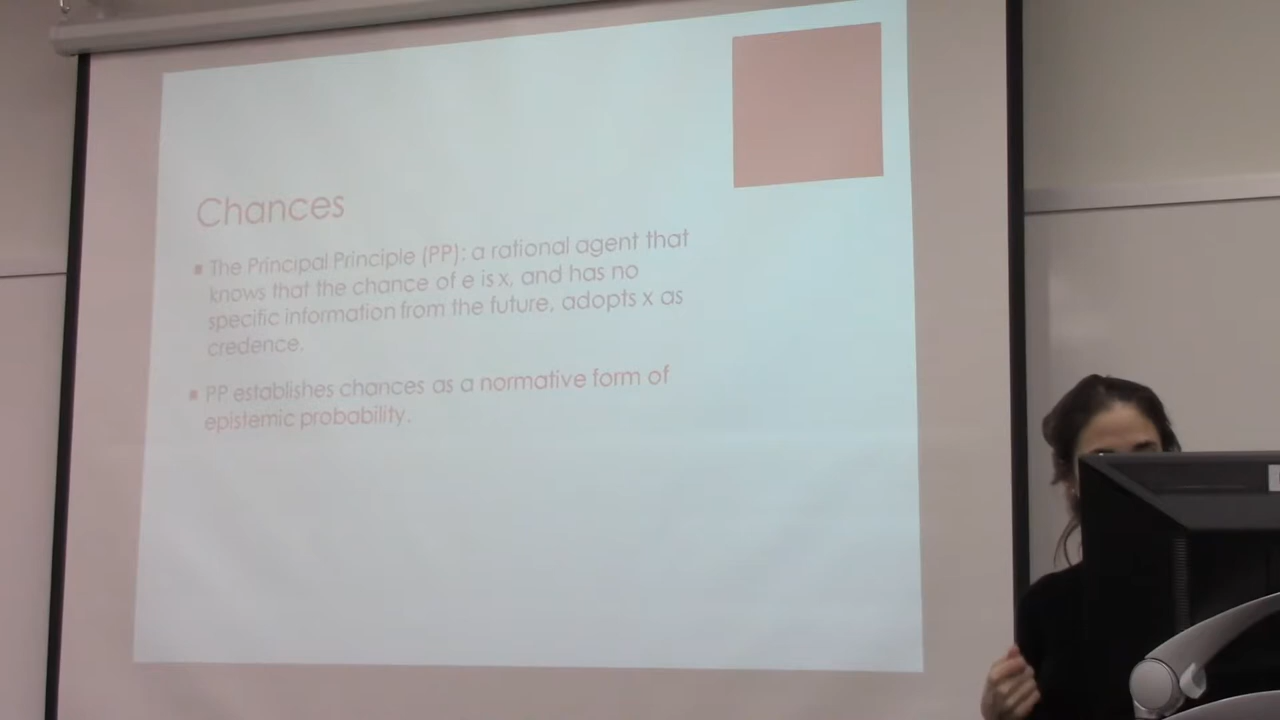 Chances
The Principal Principle (PP): a rational agent that
knows that the chance of e is x, and has no
specific information from the future, adopts x as
credence.
PP establishes chances as a normative form of
epistemic probability.